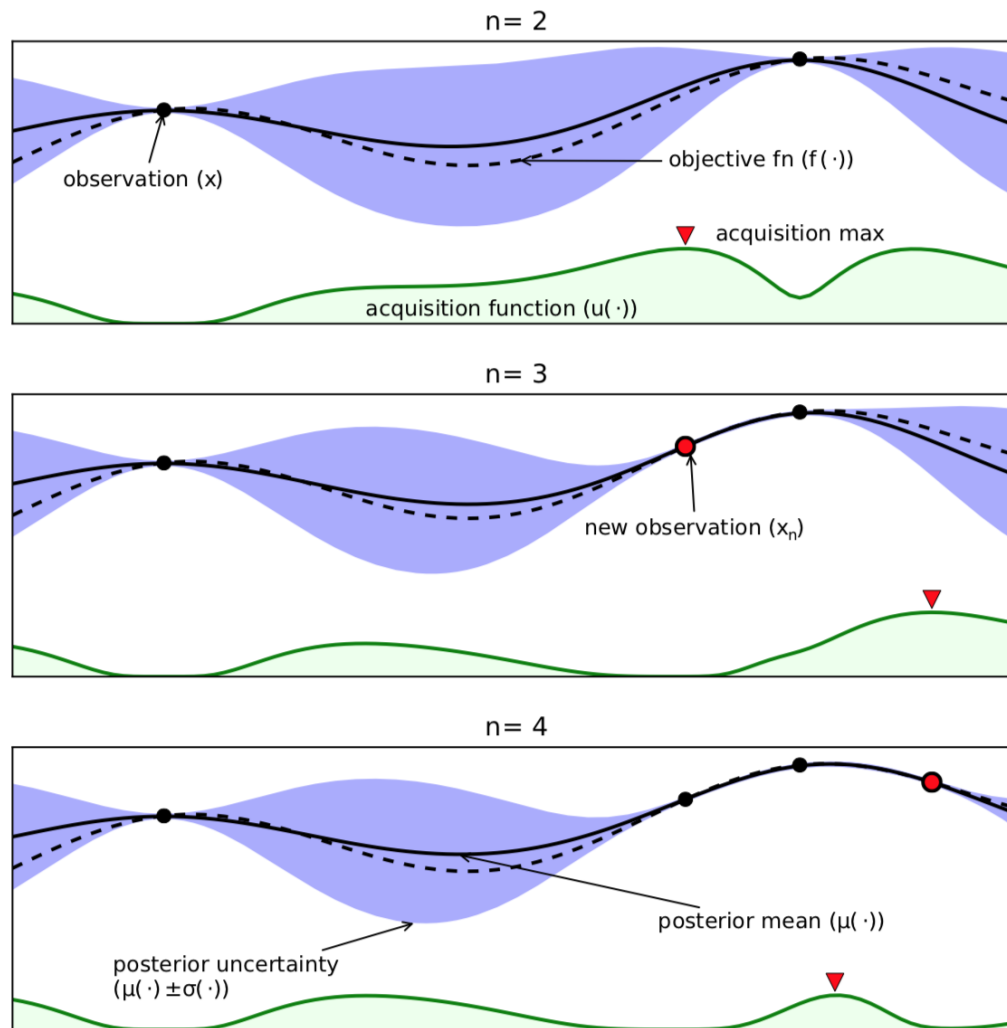 n= 2
observation (x)
objective fn (f(·))
acquisition max
acquisition function (u(·))
n= 3
new observation (xₙ)
n= 4
posterior mean (μ(·))
posterior uncertainty
(μ(·) ±σ(·))